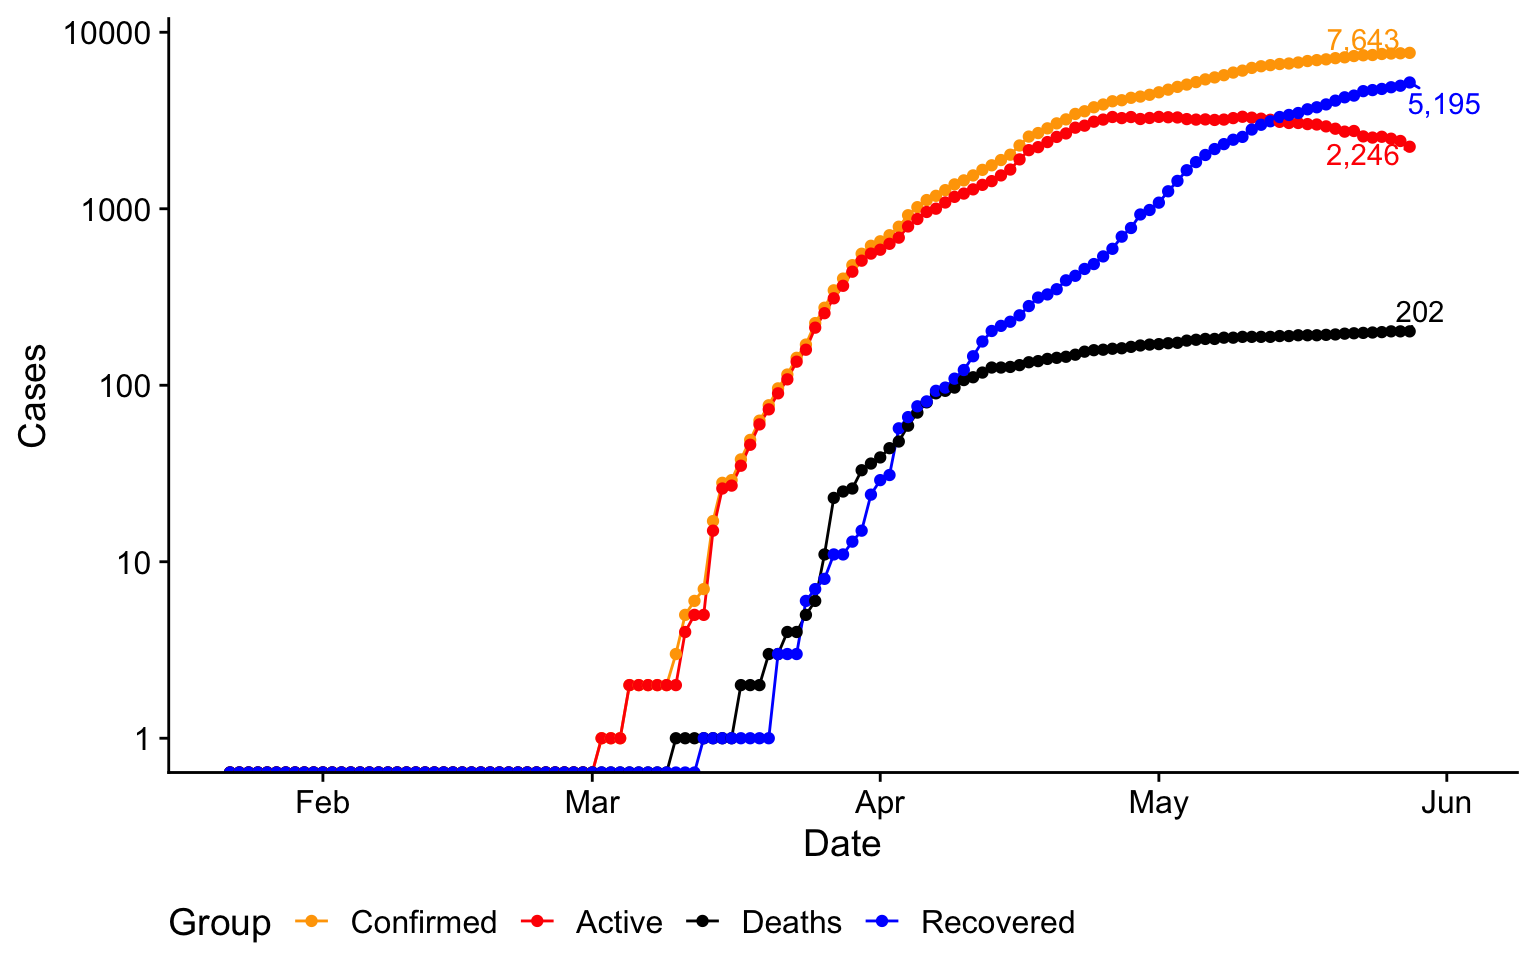 10000
1000
100
10
1
Cases
7,643
5,195
2,246
202
Feb Mar Apr May Jun
Date
Group Confirmed Active Deaths Recovered